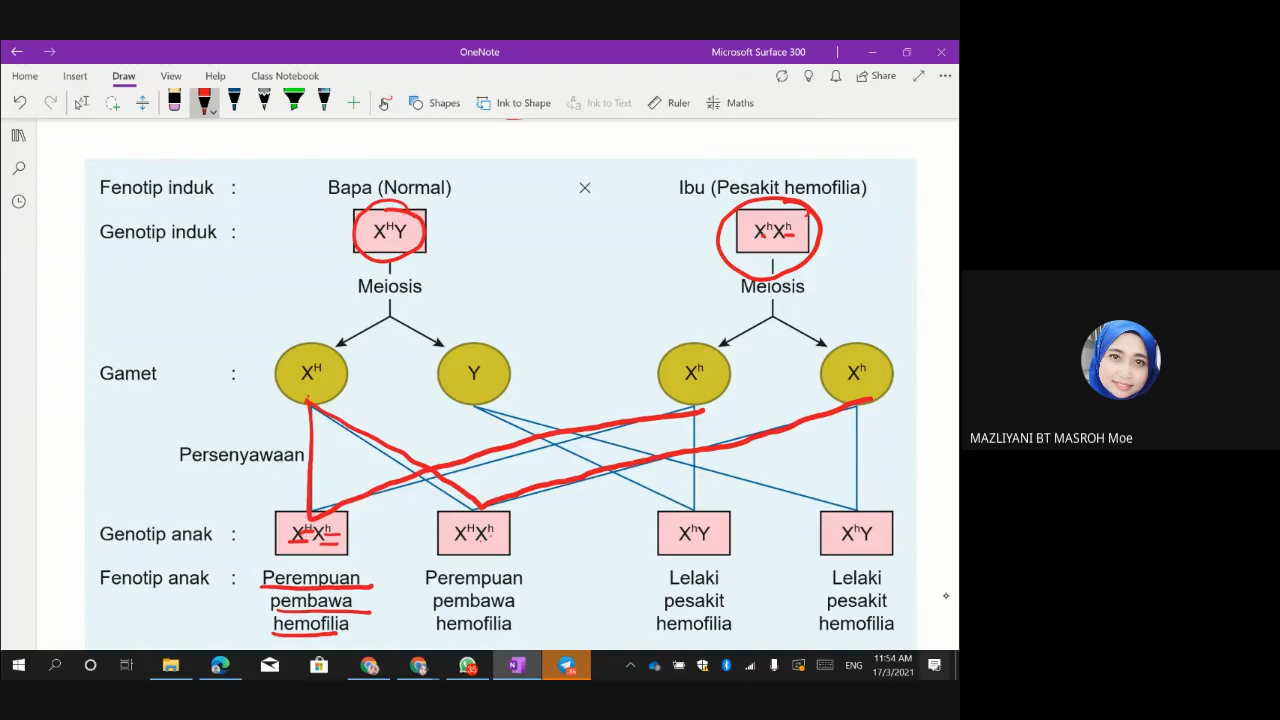 OneNote
Microsoft Surface 300
Home Insert Draw View Help Class Notebook
Share
Shapes Ink to Shape Ink to Text Ruler Maths
Fenotip induk : Bapa (Normal) × Ibu (Pesakit hemofilia)
Genotip induk : XᴴY XʰXʰ
Meiosis Meiosis
Gamet : Xᴴ Y Xʰ Xʰ
Persenyawaan
Genotip anak : XᴴXʰ XᴴXʰ XʰY XʰY
Fenotip anak : Perempuan Perempuan Lelaki Lelaki
pembawa pembawa pesakit pesakit
hemofilia hemofilia hemofilia hemofilia
MAZLIYANI BT MASROH Moe
35
ENG
11:54 AM
17/3/2021